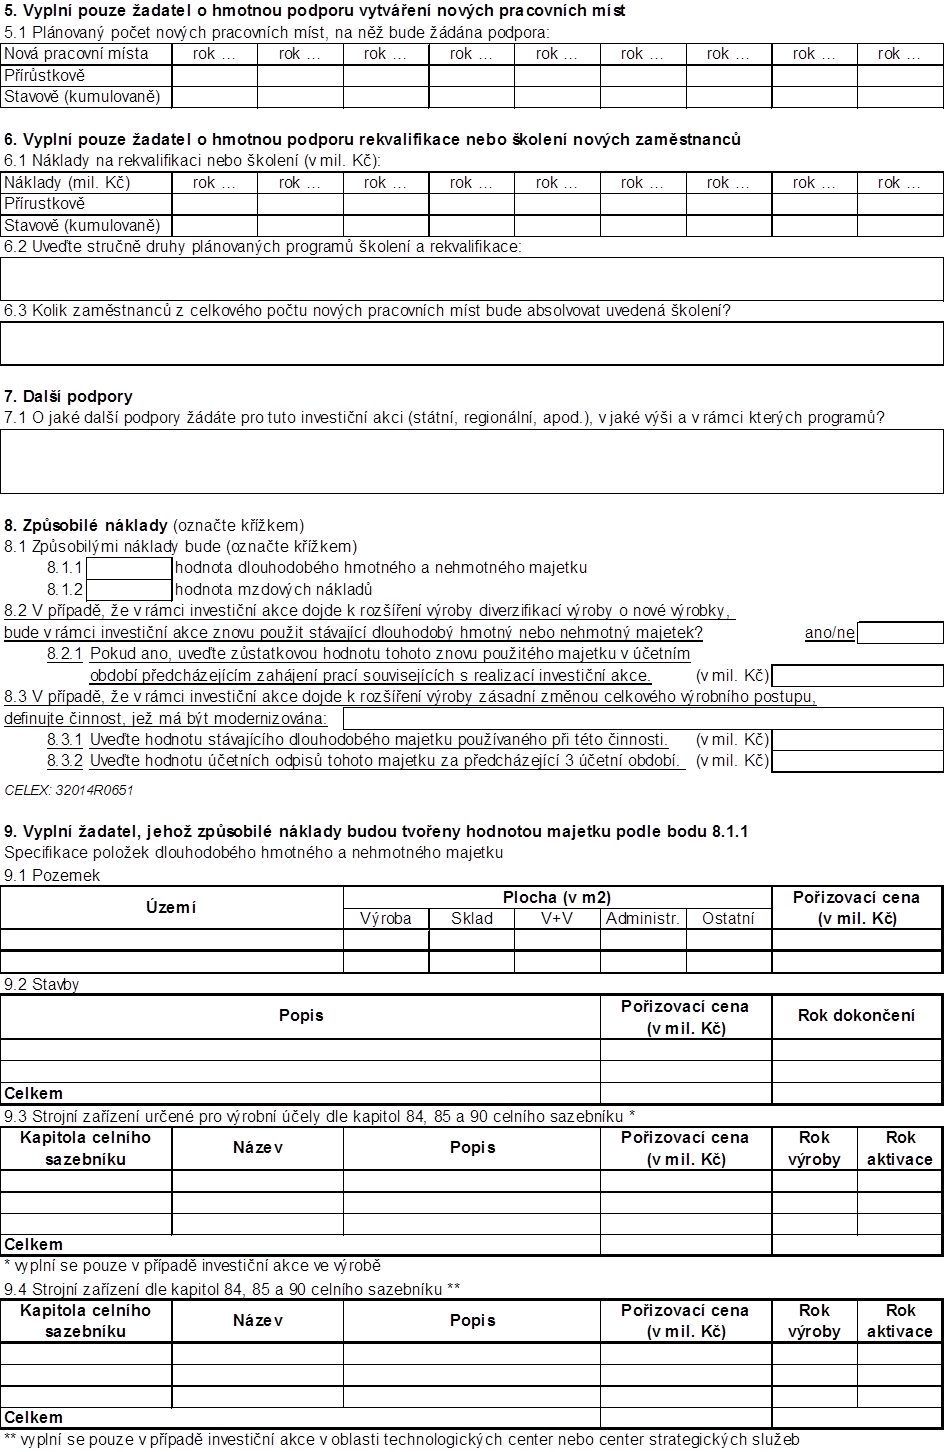 5. Vyplní pouze žadatel o hmotnou podporu vytváření nových pracovních míst
5.1 Plánovaný počet nových pracovních míst, na něž bude žádána podpora:
Nová pracovní místa rok ... rok ... rok ... rok ... rok ... rok ... rok ... rok ... rok ...
Přírůstkově
Stavově (kumulovaně)
6. Vyplní pouze žadatel o hmotnou podporu rekvalifikace nebo školení nových zaměstnanců
6.1 Náklady na rekvalifikaci nebo školení (v mil. Kč):
Náklady (mil. Kč) rok ... rok ... rok ... rok ... rok ... rok ... rok ... rok ... rok ...
Přírustkově
Stavově (kumulovaně)
6.2 Uveďte stručně druhy plánovaných programů školení a rekvalifikace:
6.3 Kolik zaměstnanců z celkového počtu nových pracovních míst bude absolvovat uvedená školení?
7. Další podpory
7.1 O jaké další podpory žádáte pro tuto investiční akci (státní, regionální, apod.), v jaké výši a v rámci kterých programů?
8. Způsobilé náklady (označte křížkem)
8.1 Způsobilými náklady bude (označte křížkem)
8.1.1 hodnota dlouhodobého hmotného a nehmotného majetku
8.1.2 hodnota mzdových nákladů
8.2 V případě, že v rámci investiční akce dojde k rozšíření výroby diverzifikací výroby o nové výrobky,
bude v rámci investiční akce znovu použit stávající dlouhodobý hmotný nebo nehmotný majetek? ano/ne
8.2.1 Pokud ano, uveďte zůstatkovou hodnotu tohoto znovu použitého majetku v účetním
období předcházejícím zahájení prací souvisejících s realizací investiční akce. (v mil. Kč)
8.3 V případě, že v rámci investiční akce dojde k rozšíření výroby zásadní změnou celkového výrobního postupu,
definujte činnost, jež má být modernizována:
8.3.1 Uveďte hodnotu stávajícího dlouhodobého majetku používaného při této činnosti. (v mil. Kč)
8.3.2 Uveďte hodnotu účetních odpisů tohoto majetku za předcházející 3 účetní období. (v mil. Kč)
CELEX: 32014R0651
9. Vyplní žadatel, jehož způsobilé náklady budou tvořeny hodnotou majetku podle bodu 8.1.1
Specifikace položek dlouhodobého hmotného a nehmotného majetku
9.1 Pozemek
Území Plocha (v m2) Pořizovací cena
Výroba Sklad V+V Administr. Ostatní (v mil. Kč)
9.2 Stavby
Popis Pořizovací cena Rok dokončení
(v mil. Kč)
Celkem
9.3 Strojní zařízení určené pro výrobní účely dle kapitol 84, 85 a 90 celního sazebníku *
Kapitola celního Název Popis Pořizovací cena Rok Rok
sazebníku (v mil. Kč) výroby aktivace
Celkem
* vyplní se pouze v případě investiční akce ve výrobě
9.4 Strojní zařízení dle kapitol 84, 85 a 90 celního sazebníku **
Kapitola celního Název Popis Pořizovací cena Rok Rok
sazebníku (v mil. Kč) výroby aktivace
Celkem
** vyplní se pouze v případě investiční akce v oblasti technologických center nebo center strategických služeb